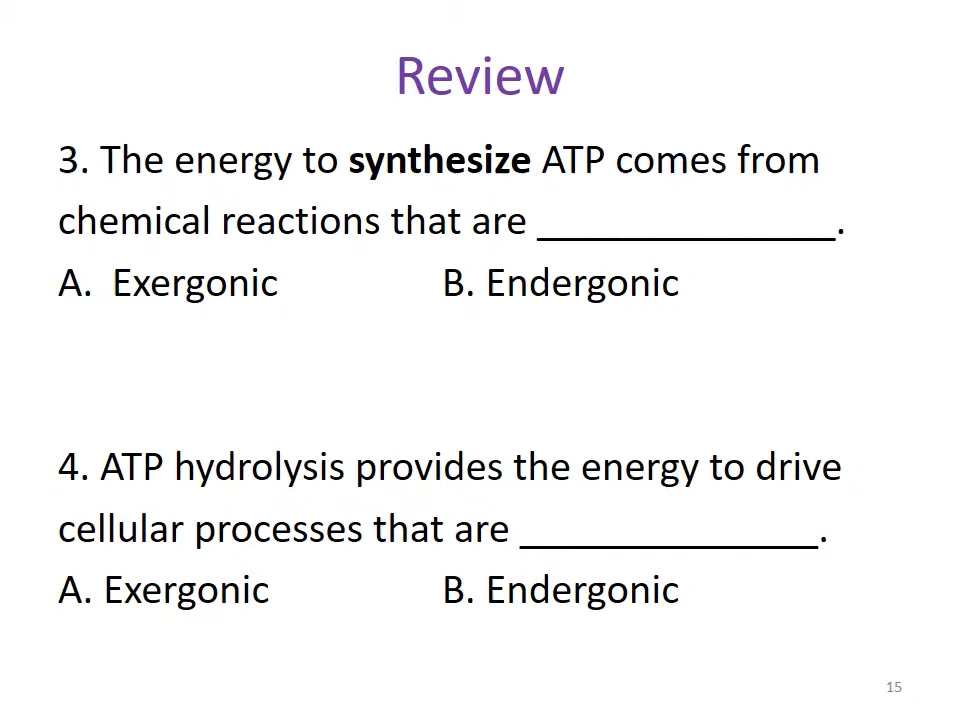 Review
3. The energy to synthesize ATP comes from
chemical reactions that are _______________.
A. Exergonic B. Endergonic
4. ATP hydrolysis provides the energy to drive
cellular processes that are _______________.
A. Exergonic B. Endergonic
15